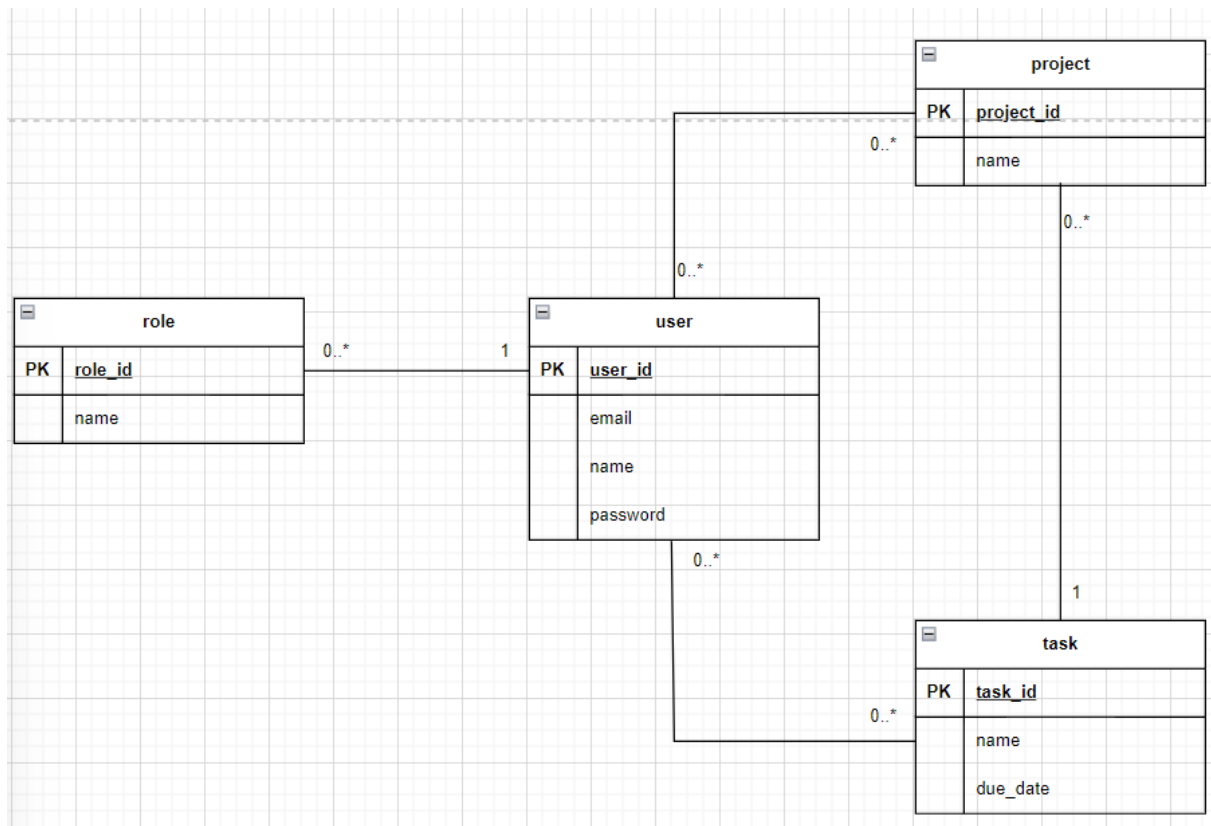 project
PK project_id
0..*
name
0..*
0..*
role
user
0..*
1
PK role_id
PK user_id
name
email
name
password
0..*
1
task
PK task_id
0..*
name
due_date